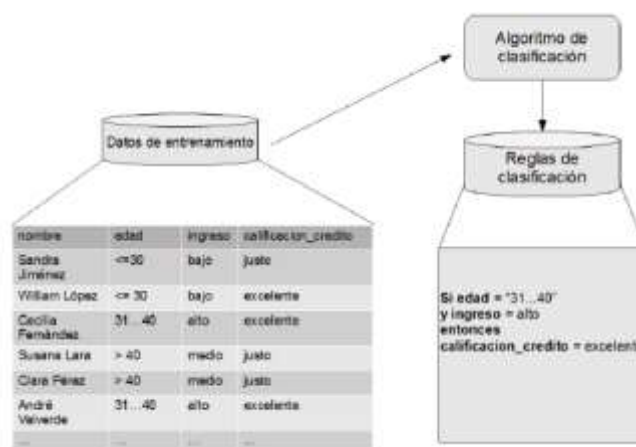 Algoritmo de
clasificación
Datos de entrenamiento
Reglas de
clasificación
nombre edad ingreso calificacion_credito
Sandra <=30 bajo justo
Jiménez
William López <= 30 bajo excelente
Cecilia 31...40 alto excelente
Fernández
Susana Lara > 40 medio justo
Clara Pérez > 40 medio justo
André 31...40 alto excelente
Valverde
... ... ... ...
Si edad = "31...40"
y ingreso = alto
entonces
calificacion_credito = excelent